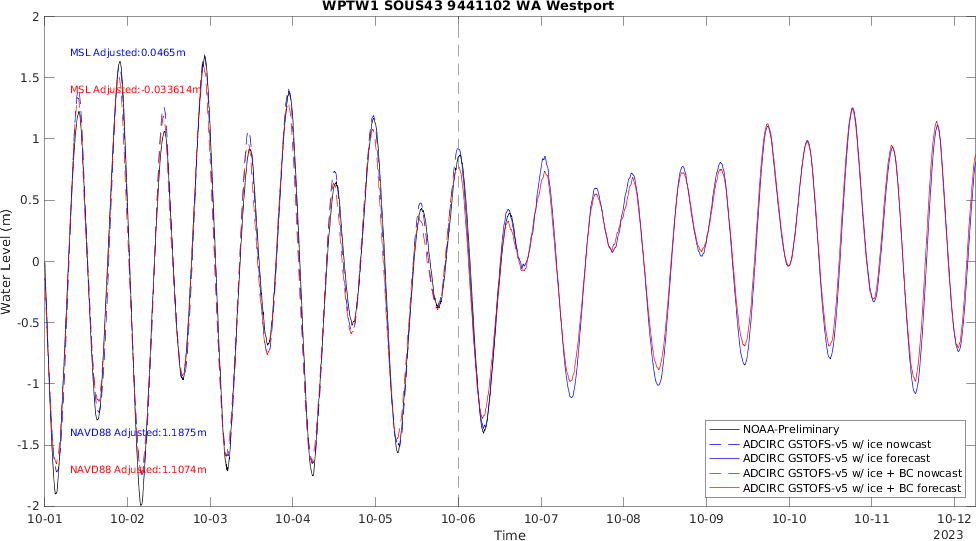 WPTW1 SOUS43 9441102 WA Westport
2
1.5
1
0.5
0
-0.5
-1
-1.5
-2
Water Level (m)
MSL Adjusted:0.0465m
MSL Adjusted:-0.033614m
NAVD88 Adjusted:1.1875m
NAVD88 Adjusted:1.1074m
NOAA-Preliminary
ADCIRC GSTOFS-v5 w/ ice nowcast
ADCIRC GSTOFS-v5 w/ ice forecast
ADCIRC GSTOFS-v5 w/ ice + BC nowcast
ADCIRC GSTOFS-v5 w/ ice + BC forecast
10-01 10-02 10-03 10-04 10-05 10-06 10-07 10-08 10-09 10-10 10-11 10-12
2023
Time